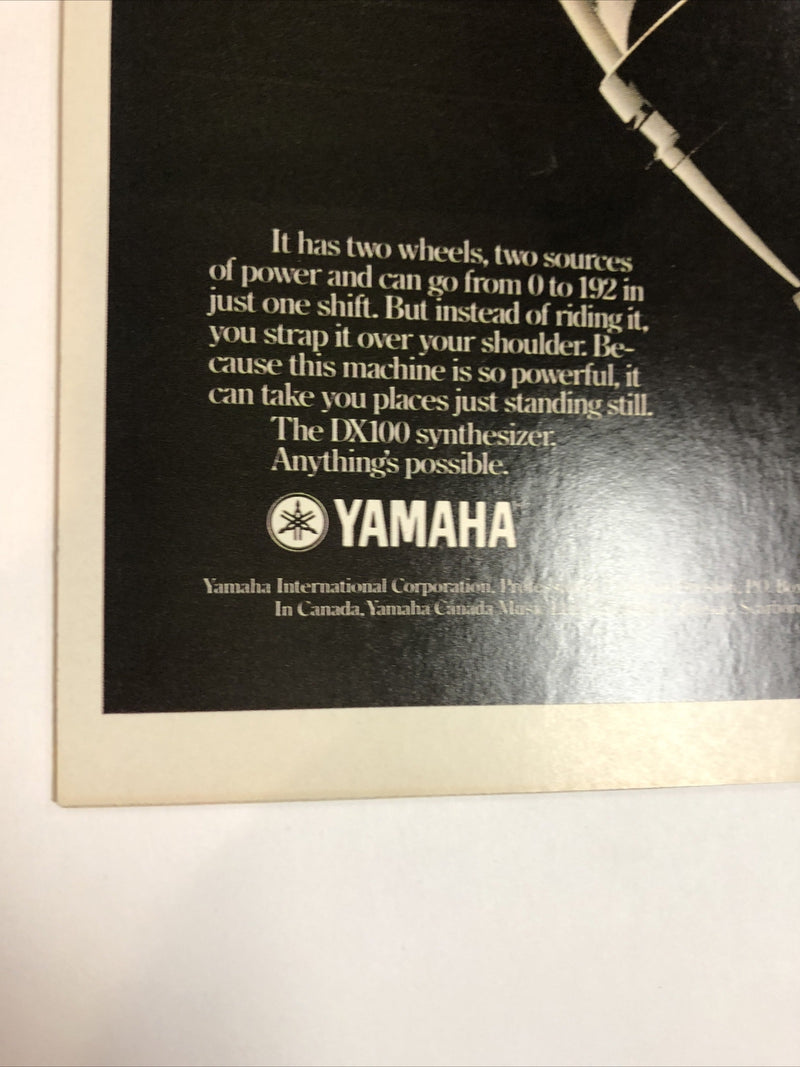 It has two wheels, two sources
of power and can go from 0 to 192 in
just one shift. But instead of riding it,
you strap it over your shoulder. Be-
cause this machine is so powerful, it
can take you places just standing still.
The DX100 synthesizer.
Anything's possible.
YAMAHA
Yamaha International Corporation, P.O. Box
In Canada, Yamaha Canada Music